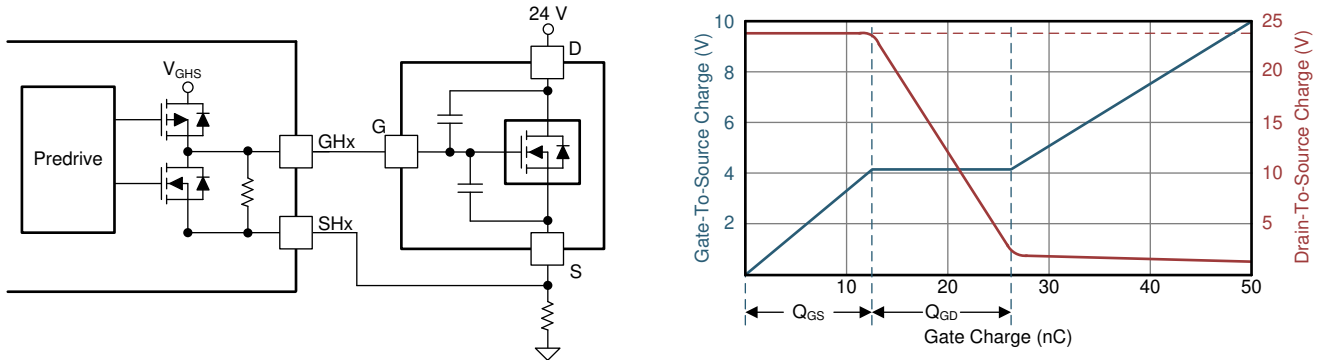 24 V
D
V_GHS
Predrive
GHx
G
SHx
S
Gate-To-Source Charge (V)
10
8
6
4
2
Drain-To-Source Charge (V)
25
20
15
10
5
10
20
30
40
50
Q_GS
Q_GD
Gate Charge (nC)